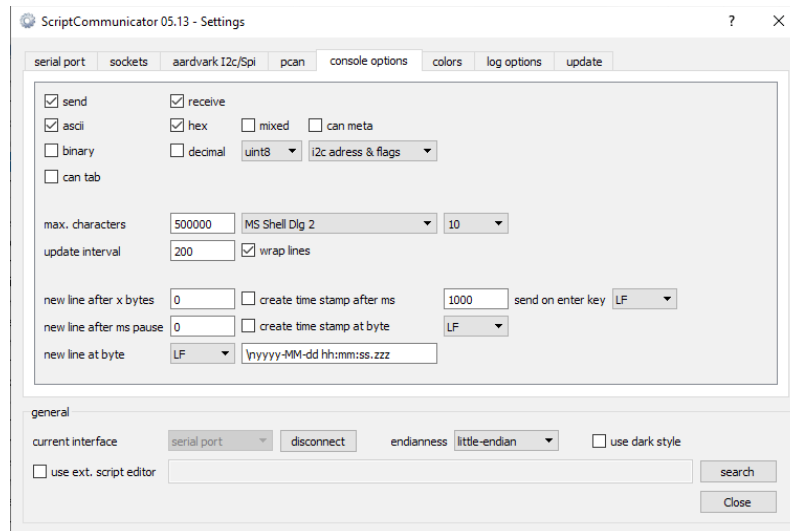 ScriptCommunicator 05.13 - Settings ? X
serial port sockets aardvark I2c/Spi pcan console options colors log options update
send receive
ascii hex mixed can meta
binary decimal uint8 i2c adress & flags
can tab
max. characters 500000 MS Shell Dlg 2 10
update interval 200 wrap lines
new line after x bytes 0 create time stamp after ms 1000 send on enter key LF
new line after ms pause 0 create time stamp at byte LF
new line at byte LF \nyyyy-MM-dd hh:mm:ss.zzz
general
current interface serial port disconnect endianness little-endian use dark style
use ext. script editor search
Close